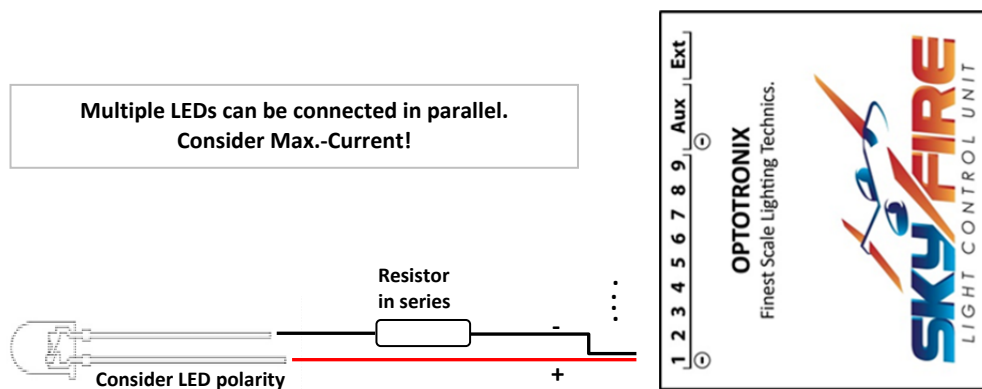 Multiple LEDs can be connected in parallel.
Consider Max.-Current!
Resistor
in series
-
+
Consider LED polarity
1 2 3 4 5 6 7 8 9 Aux Ext
OPTOTRONIX
Finest Scale Lighting Technics.
SKY FIRE
LIGHT CONTROL UNIT